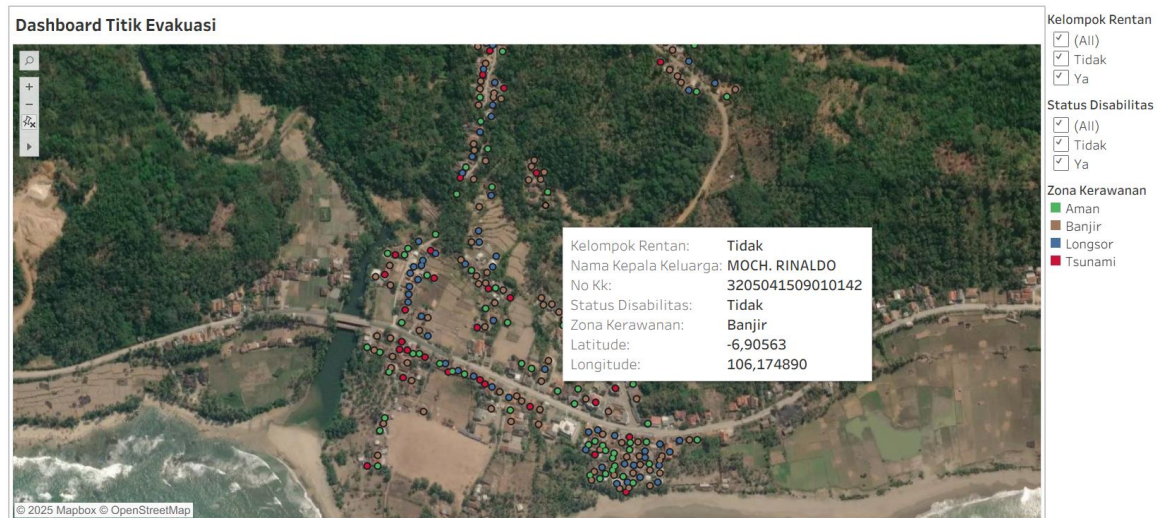 Dashboard Titik Evakuasi
Kelompok Rentan: Tidak
Nama Kepala Keluarga: MOCH. RINALDO
No Kk: 3205041509010142
Status Disabilitas: Tidak
Zona Kerawanan: Banjir
Latitude: -6,90563
Longitude: 106,174890
© 2025 Mapbox © OpenStreetMap
Kelompok Rentan
(All)
Tidak
Ya
Status Disabilitas
(All)
Tidak
Ya
Zona Kerawanan
Aman
Banjir
Longsor
Tsunami